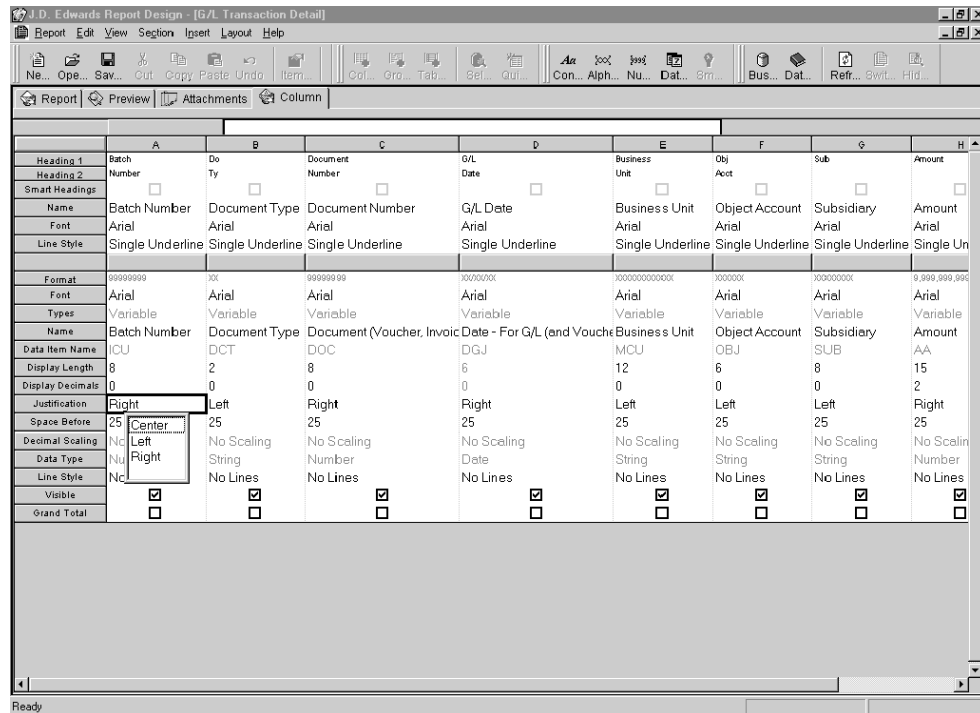 J.D. Edwards Report Design - [G/L Transaction Detail]
Report Edit View Section Insert Layout Help
Ne... Ope... Sav... Cut Copy Paste Undo Item... Col... Gro... Tab... Sel... Qui... Con... Alph... Nu... Dat... Sm... Bus... Dat... Refr... Swit... Hid...
Report Preview Attachments Column
A B C D E F G H
Heading 1 Batch Do Document G/L Business Obj Sub Amount
Heading 2 Number Ty Number Date Unit Acct
Smart Headings
Name Batch Number Document Type Document Number G/L Date Business Unit Object Account Subsidiary Amount
Font Arial Arial Arial Arial Arial Arial Arial Arial
Line Style Single Underline Single Underline Single Underline Single Underline Single Underline Single Underline Single Underline Single Un
Format 99999999 XX 99999999 XX/XX/XX XXXXXXXXXXXX XXXXXX XXXXXXXX 9,999,999,999
Font Arial Arial Arial Arial Arial Arial Arial Arial
Types Variable Variable Variable Variable Variable Variable Variable Variable
Name Batch Number Document Type Document (Voucher, Invoic Date - For G/L (and Vouche Business Unit Object Account Subsidiary Amount
Data Item Name ICU DCT DOC DGJ MCU OBJ SUB AA
Display Length 8 2 8 6 12 6 8 15
Display Decimals 0 0 0 0 0 0 0 2
Justification Right Left Right Right Left Left Left Right
Space Before 25 Center 25 25 25 25 25 25 25
Decimal Scaling No Left No Scaling No Scaling No Scaling No Scaling No Scaling No Scaling No Scalin
Data Type Nu Right String Number Date String String String Number
Line Style No No Lines No Lines No Lines No Lines No Lines No Lines No Lines
Visible
Grand Total
Ready